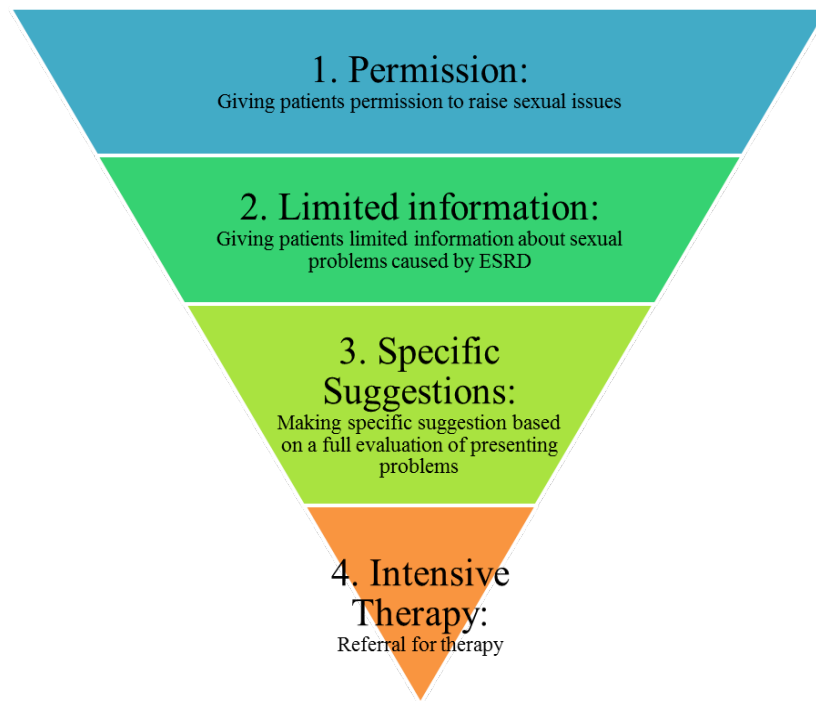 1. Permission:
Giving patients permission to raise sexual issues
2. Limited information:
Giving patients limited information about sexual
problems caused by ESRD
3. Specific
Suggestions:
Making specific suggestion based
on a full evaluation of presenting
problems
4. Intensive
Therapy:
Referral for therapy